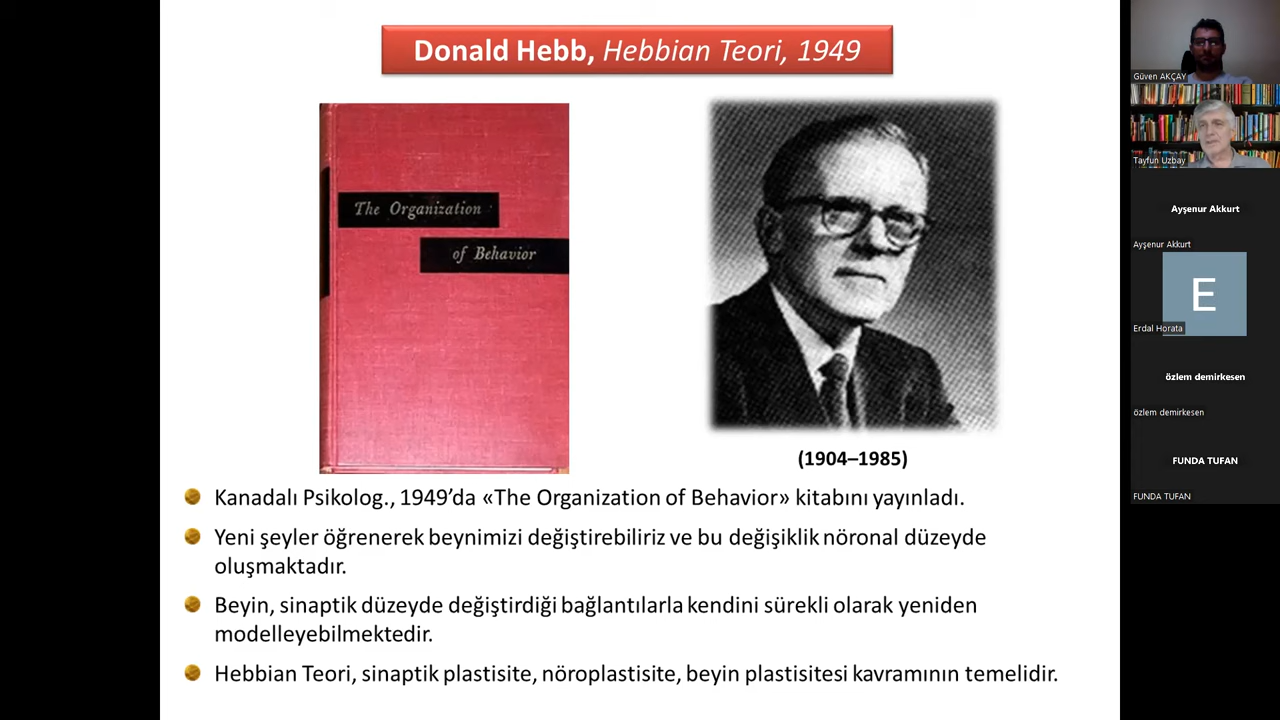 Donald Hebb, Hebbian Teori, 1949
The Organization
of Behavior
(1904–1985)
Kanadalı Psikolog., 1949’da «The Organization of Behavior» kitabını yayınladı.
Yeni şeyler öğrenerek beynimizi değiştirebiliriz ve bu değişiklik nöronal düzeyde
oluşmaktadır.
Beyin, sinaptik düzeyde değiştirdiği bağlantılarla kendini sürekli olarak yeniden
modelleyebilmektedir.
Hebbian Teori, sinaptik plastisite, nöroplastisite, beyin plastisitesi kavramının temelidir.
Güven AKÇAY
Tayfun Uzbay
Ayşenur Akkurt
Ayşenur Akkurt
E
Erdal Horata
özlem demirkesen
özlem demirkesen
FUNDA TUFAN
FUNDA TUFAN